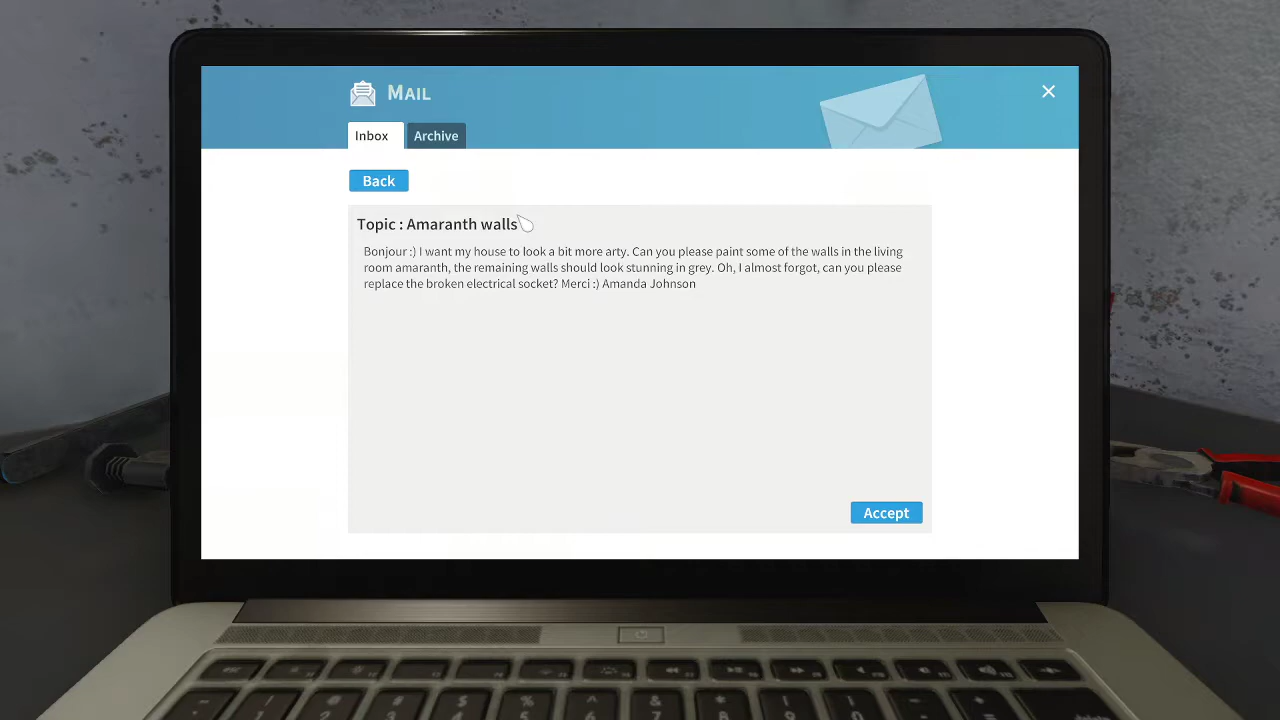 MAIL
Inbox
Archive
Back
Topic : Amaranth walls
Bonjour :) I want my house to look a bit more arty. Can you please paint some of the walls in the living
room amaranth, the remaining walls should look stunning in grey. Oh, I almost forgot, can you please
replace the broken electrical socket? Merci :) Amanda Johnson
Accept